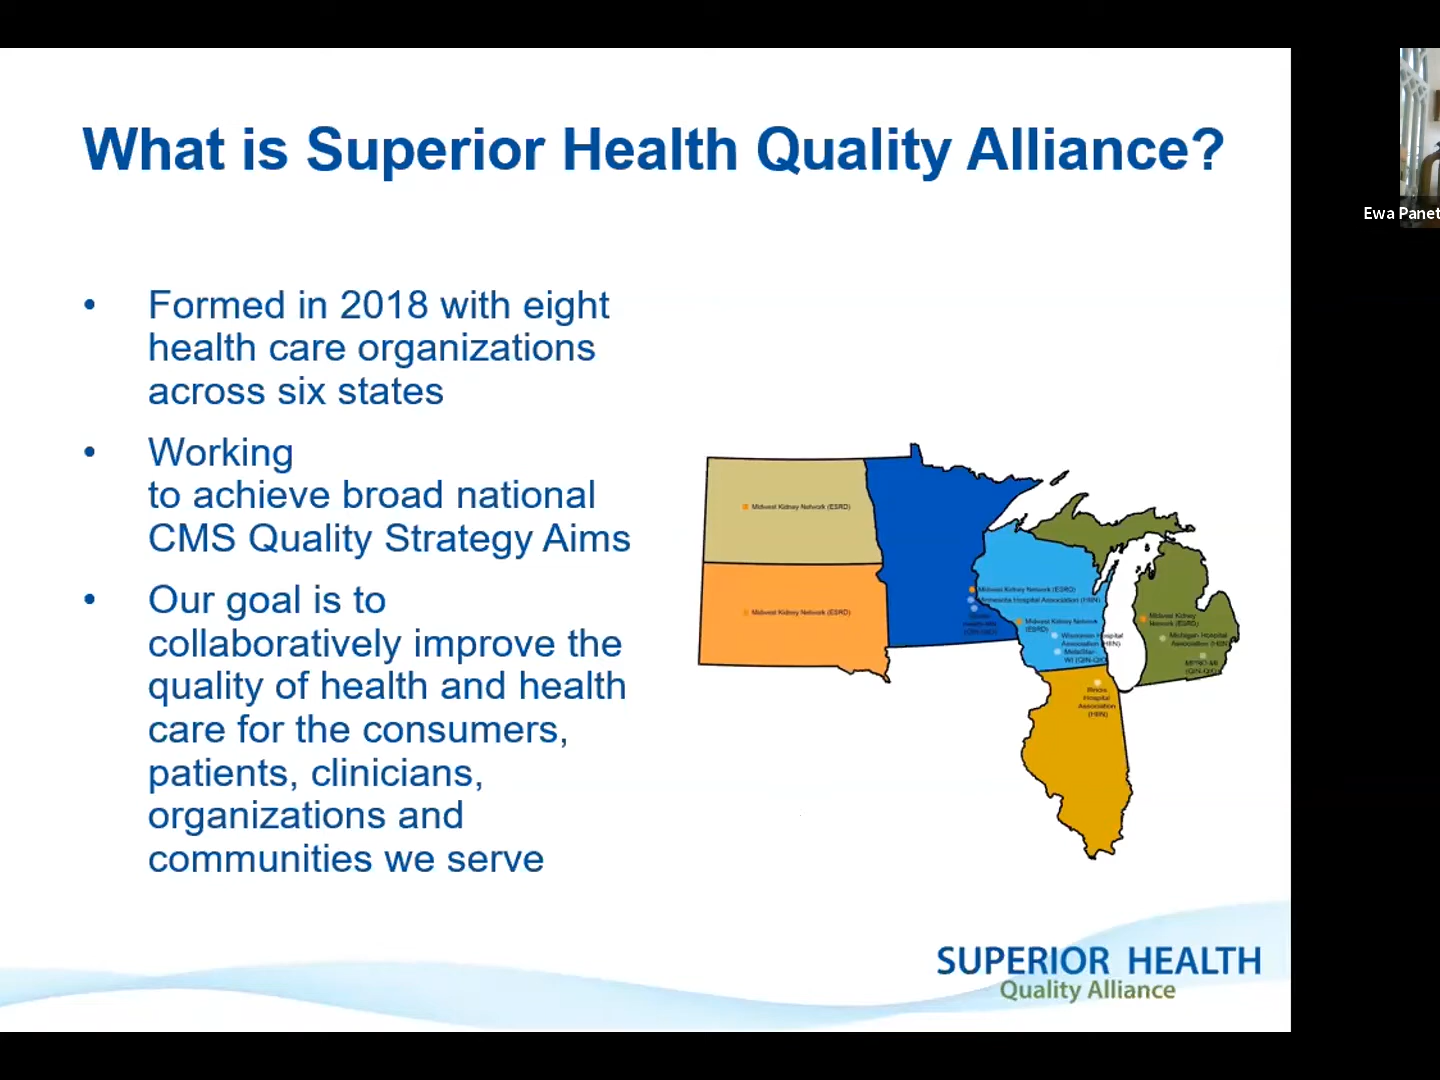 What is Superior Health Quality Alliance?
Ewa Panet
• Formed in 2018 with eight
health care organizations
across six states
• Working
to achieve broad national
CMS Quality Strategy Aims
• Our goal is to
collaboratively improve the
quality of health and health
care for the consumers,
patients, clinicians,
organizations and
communities we serve
Midwest Kidney Network (ESRD)
Midwest Kidney Network (ESRD)
Midwest Kidney Network (ESRD)
Minnesota Hospital Association (HIIN)
Midwest Kidney Network
(ESRD)
Wisconsin Hospital
Association (HIIN)
MetaStar-
WI (QIN-QIO)
Midwest Kidney
Network (ESRD)
Michigan Hospital
Association (HIIN)
MPRO-MI
(QIN-QIO)
Illinois
Hospital
Association
(HIIN)
SUPERIOR HEALTH
Quality Alliance